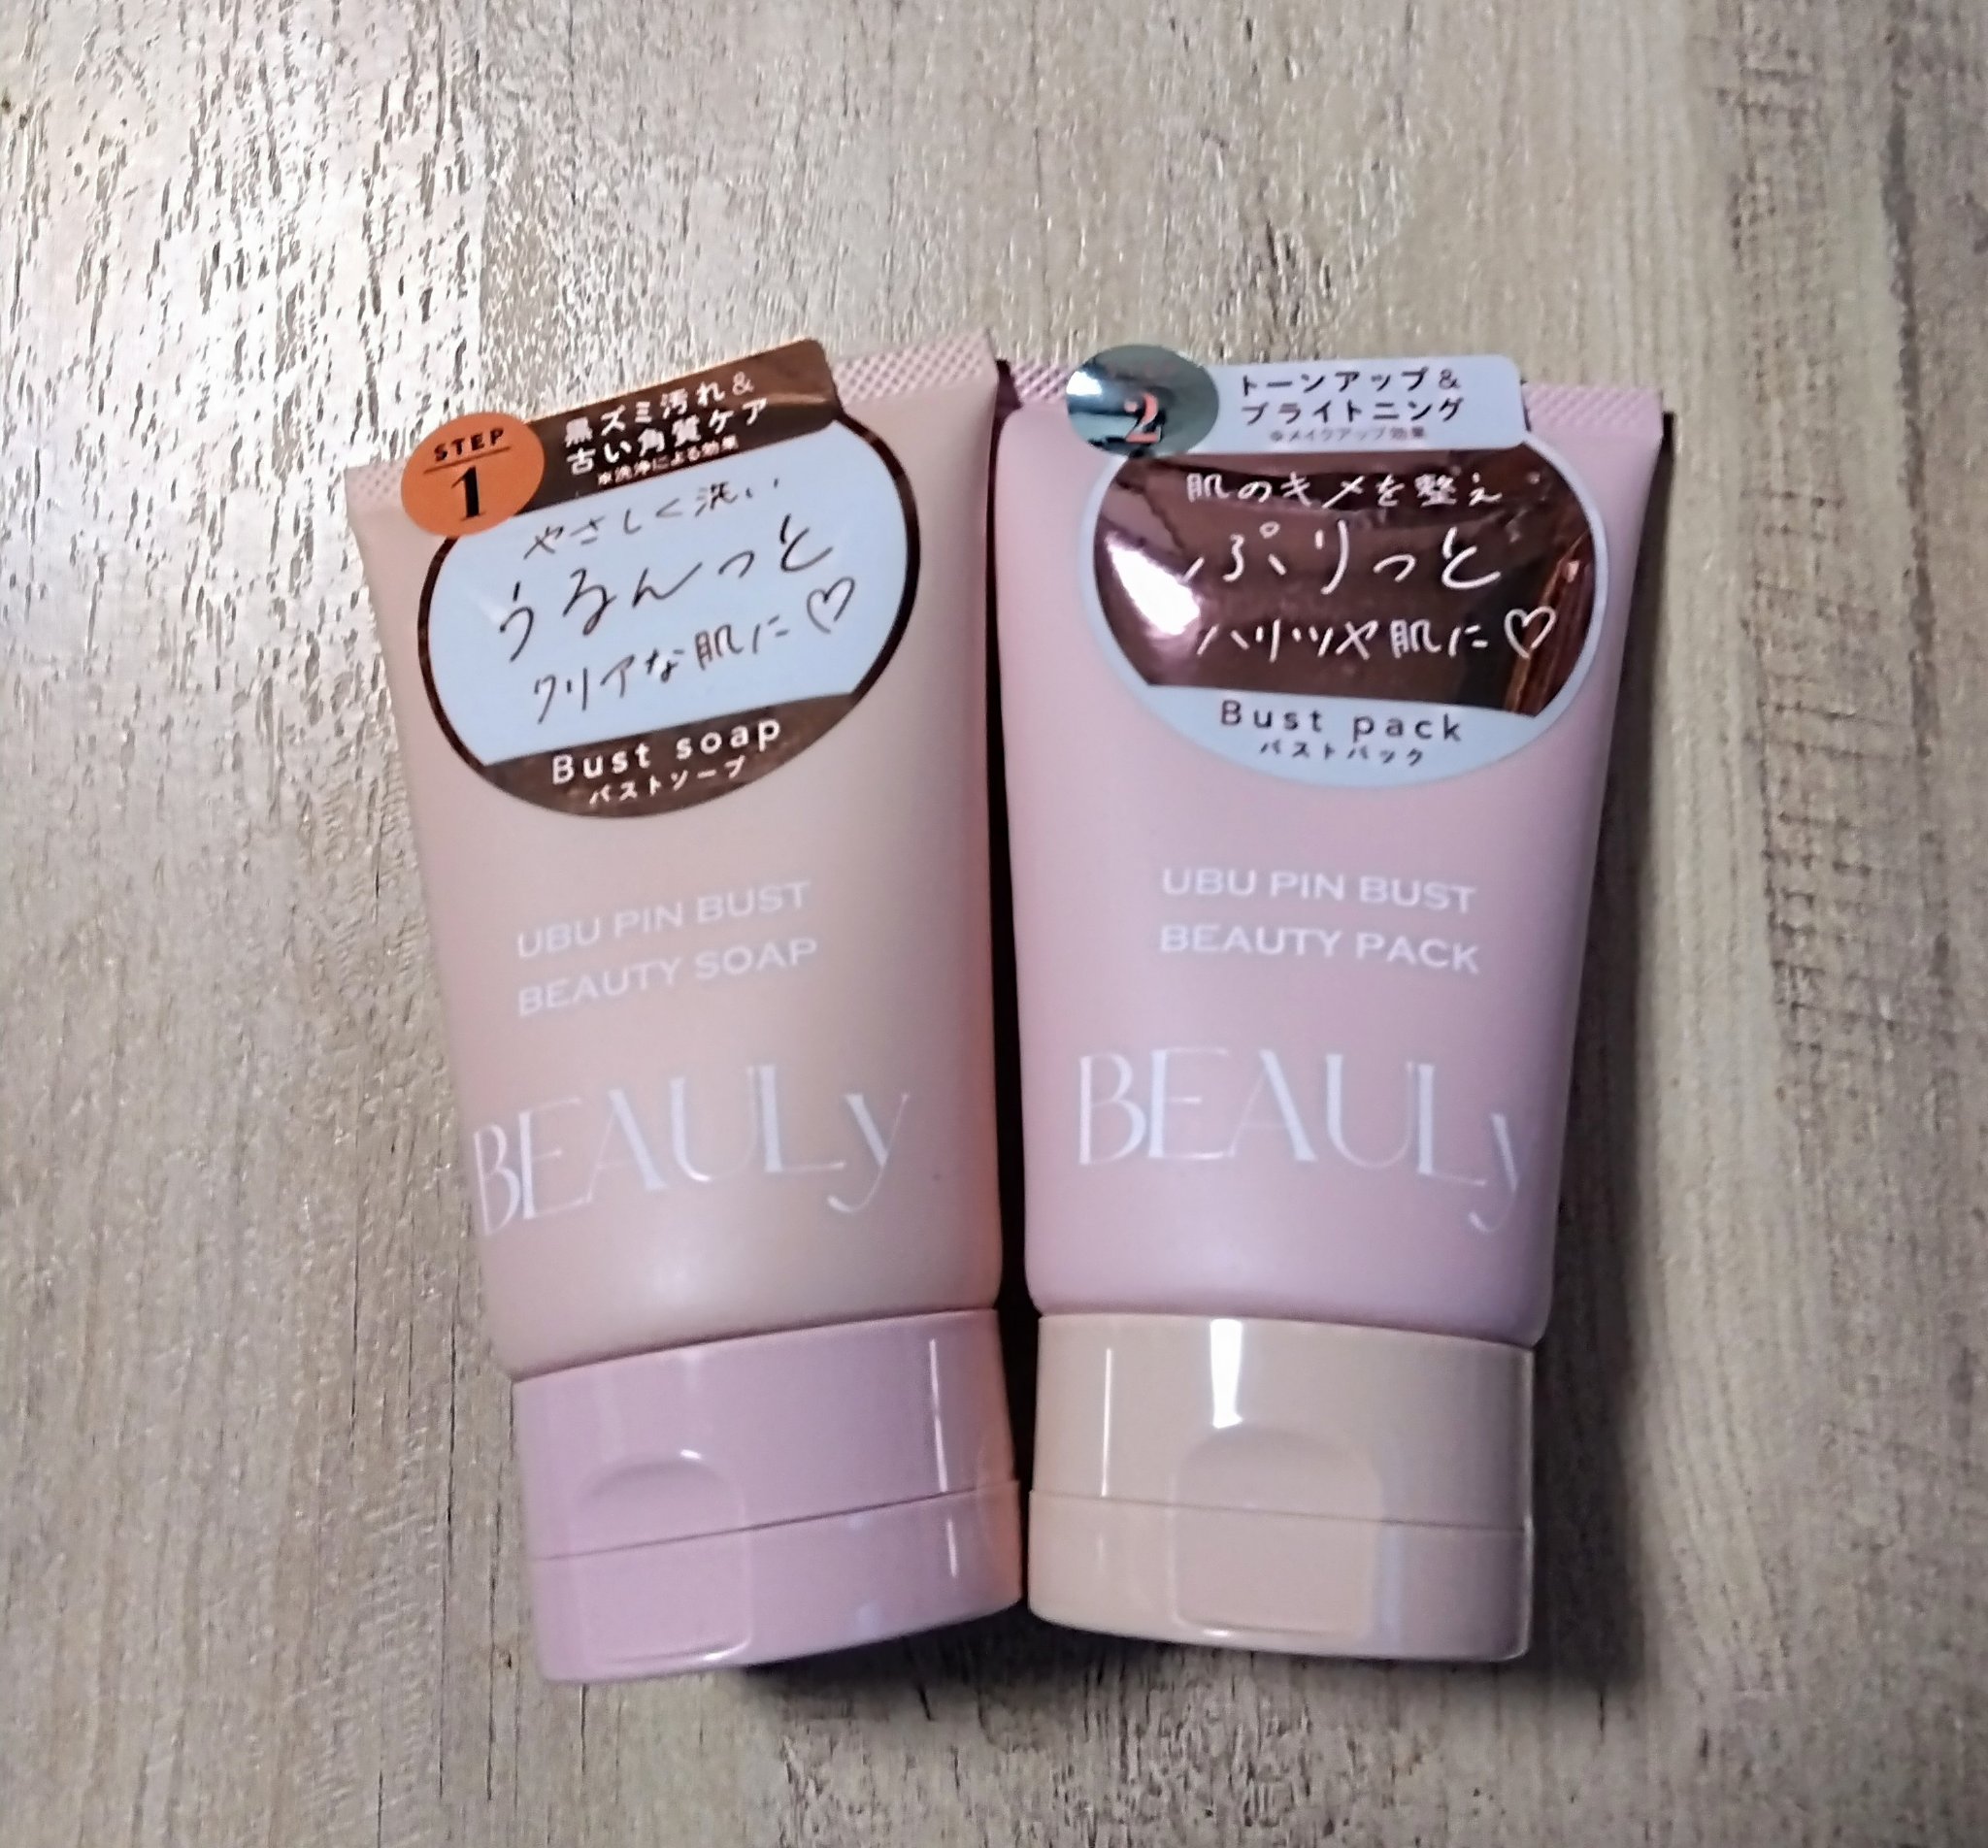 STEP
1
黒ズミ汚れ&
古い角質ケア
※洗浄による効果
やさしく洗い
うるんっと
クリアな肌に♡
Bust soap
バストソープ
UBU PIN BUST
BEAUTY SOAP
BEAULy
2
トーンアップ&
ブライトニング
※メイクアップ効果
肌のキメを整え
ぷりっと
ハリツヤ肌に♡
Bust pack
バストパック
UBU PIN BUST
BEAUTY PACK
BEAULy